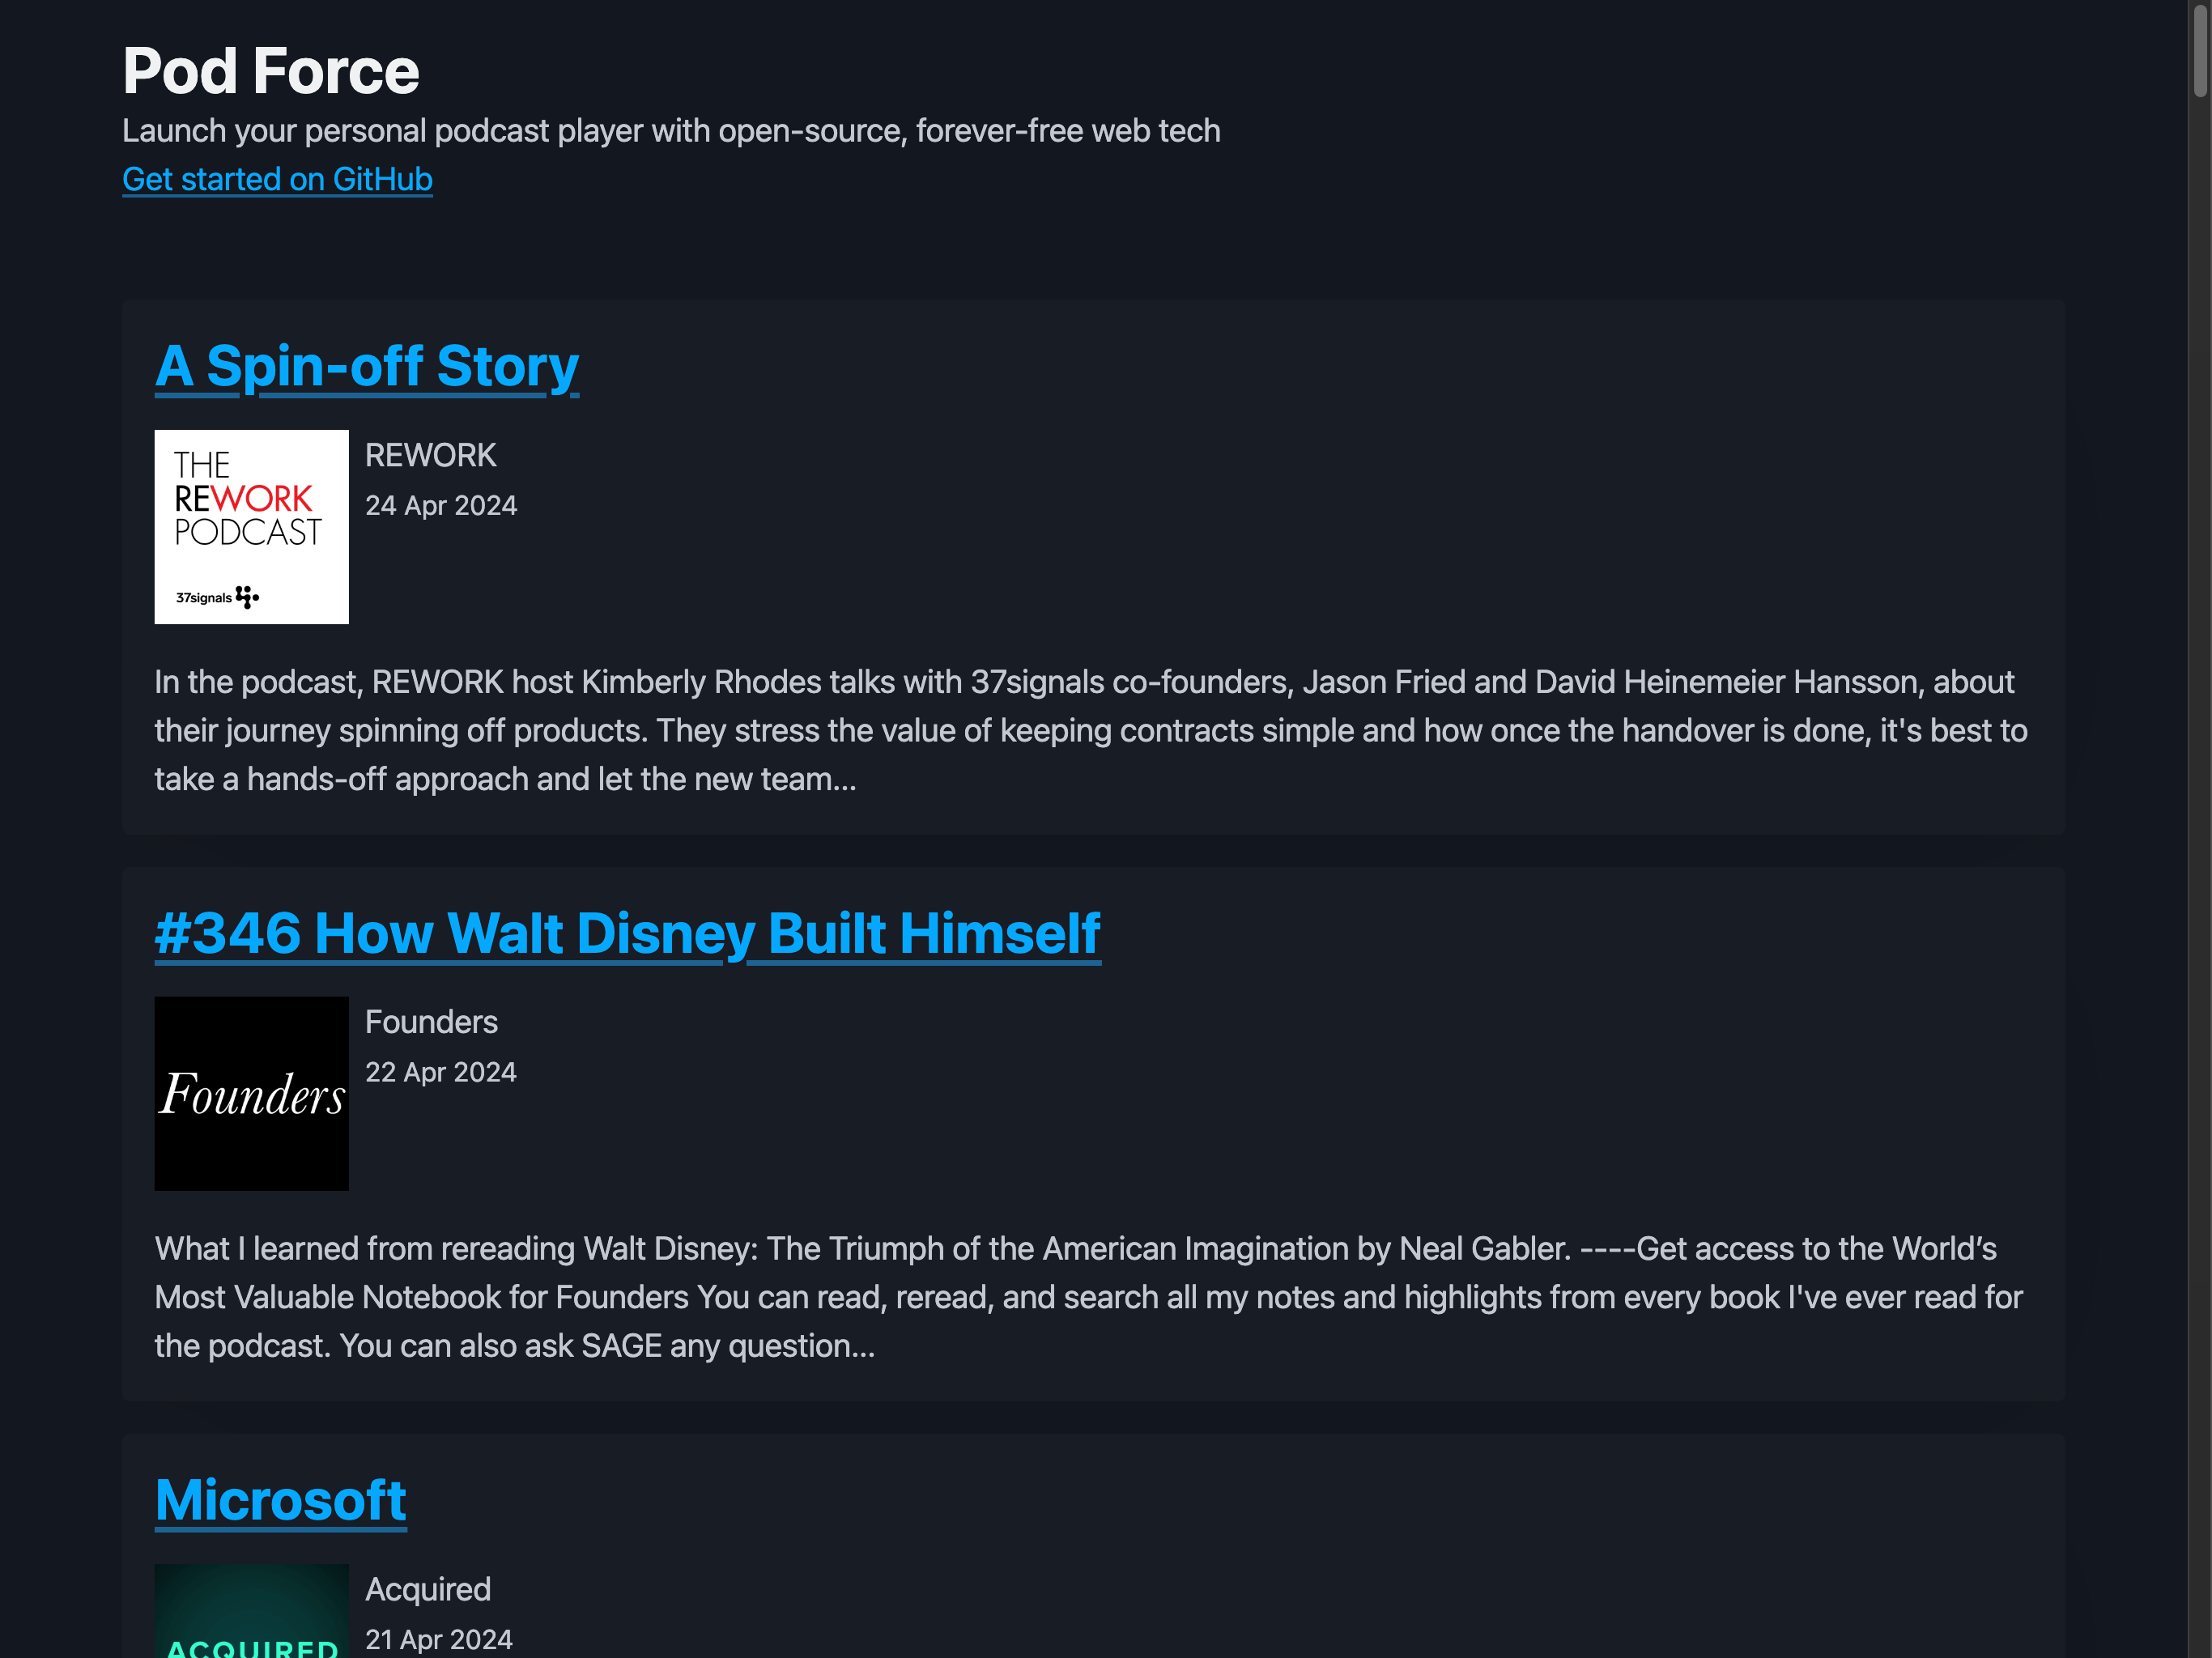 Pod Force
Launch your personal podcast player with open-source, forever-free web tech
Get started on GitHub
A Spin-off Story
THE
REWORK
PODCAST
37signals
REWORK
24 Apr 2024
In the podcast, REWORK host Kimberly Rhodes talks with 37signals co-founders, Jason Fried and David Heinemeier Hansson, about
their journey spinning off products. They stress the value of keeping contracts simple and how once the handover is done, it's best to
take a hands-off approach and let the new team...
#346 How Walt Disney Built Himself
Founders
Founders
22 Apr 2024
What I learned from rereading Walt Disney: The Triumph of the American Imagination by Neal Gabler. ----Get access to the World’s
Most Valuable Notebook for Founders You can read, reread, and search all my notes and highlights from every book I've ever read for
the podcast. You can also ask SAGE any question...
Microsoft
ACQUIRED
Acquired
21 Apr 2024